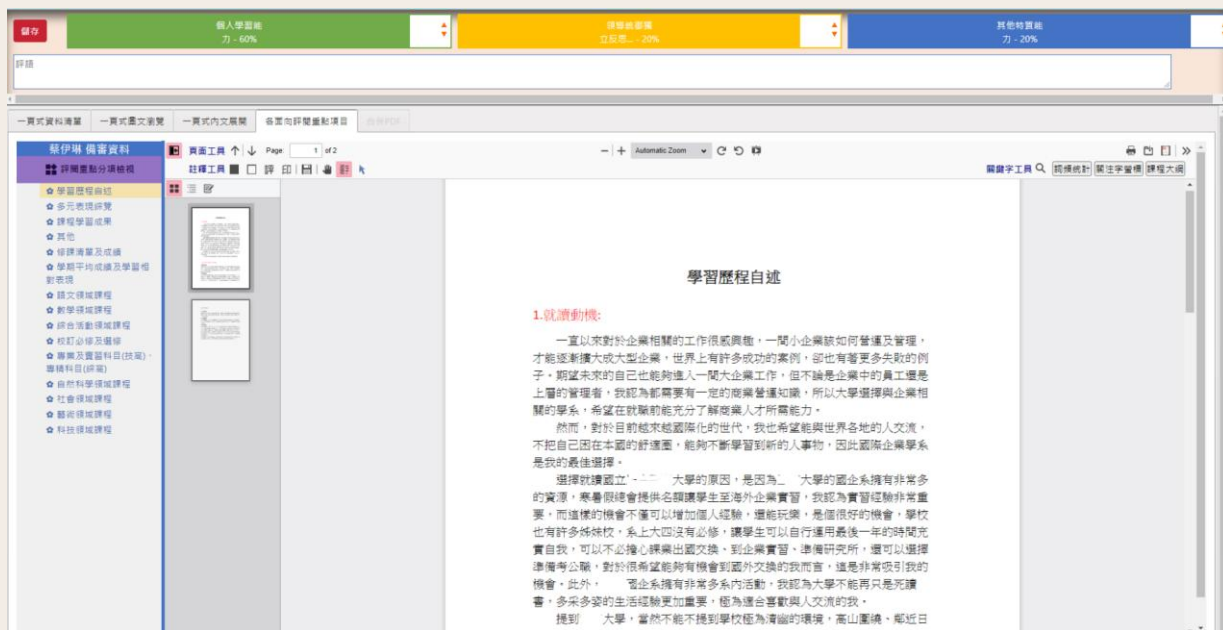 儲存
個人學習能
力 - 60%
立反思... - 20%
其他特質能
力 - 20%
評語
一頁式資料清單 一頁式圖文瀏覽 一頁式內文展開 各面向評閱重點項目 合併PDF
蔡伊琳 備審資料
評閱重點分項檢視
學習歷程自述
多元表現綜覽
課程學習成果
其他
修課清單及成績
學期平均成績及學習相
對表現
語文領域課程
數學領域課程
綜合活動領域課程
校訂必修及選修
專業及實習科目(技高)、
專精科目(綜高)
自然科學領域課程
社會領域課程
藝術領域課程
科技領域課程
頁面工具 Page: 1 of 2 Automatic Zoom
註釋工具
關鍵字工具 詞頻統計 關注字螢標 課程大綱
學習歷程自述
1.就讀動機:
一直以來對於企業相關的工作很感興趣，一間小企業該如何營運及管理，
才能逐漸擴大成大型企業，世界上有許多成功的案例，卻也有著更多失敗的例
子。期望未來的自己也能夠進入一間大企業工作，但不論是企業中的員工還是
上層的管理者，我認為都需要有一定的商業營運知識，所以大學選擇與企業相
關的學系，希望在就職前能充分了解商業人才所需能力。
然而，對於目前越來越國際化的世代，我也希望能與世界各地的人交流，
不把自己困在本國的舒適圈，能夠不斷學習到新的人事物，因此國際企業學系
是我的最佳選擇。
選擇就讀國立 大學的原因，是因為 大學的國企系擁有非常多
的資源，寒暑假總會提供名額讓學生至海外企業實習，我認為實習經驗非常重
要，而這樣的機會不僅可以增加個人經驗，還能玩樂，是個很好的機會，學校
也有許多姊妹校，系上大四沒有必修，讓學生可以自行運用最後一年的時間充
實自我，可以不必擔心課業出國交換、到企業實習、準備研究所，還可以選擇
準備考公職，對於很希望能夠有機會到國外交換的我而言，這是非常吸引我的
機會。此外， 國企系擁有非常多系內活動，我認為大學不能再只是死讀
書，多采多姿的生活經驗更加重要，極為適合喜歡與人交流的我。
提到 大學，當然不能不提到學校極為清幽的環境，高山圍繞、鄰近日